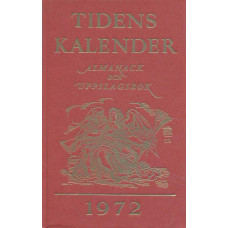 TIDENS
KALENDER
ALMANACK
OCH
UPPSLAGSBOK
1972